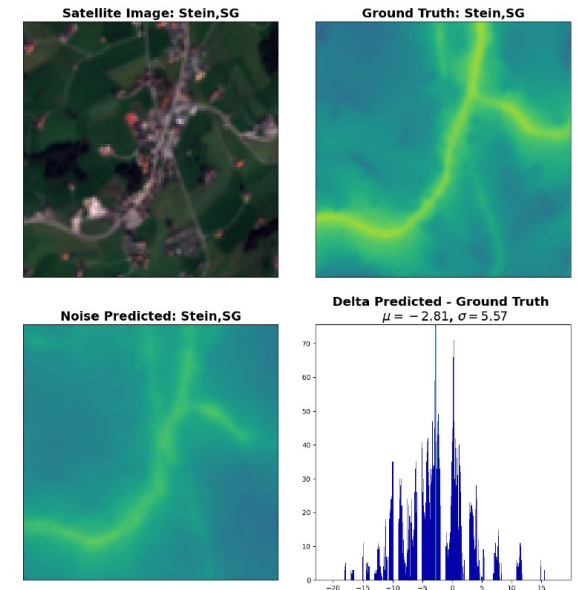 Satellite Image: Stein,SG
Ground Truth: Stein,SG
Noise Predicted: Stein,SG
Delta Predicted - Ground Truth
μ = −2.81, σ = 5.57
70
60
50
40
30
20
10
0
−20 −15 −10 −5 0 5 10 15